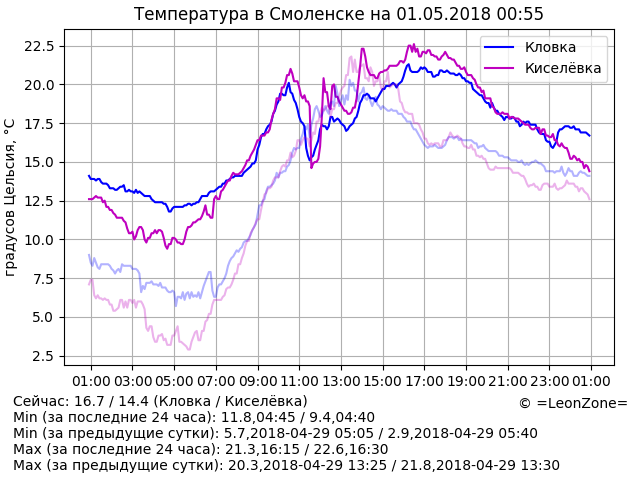 Температура в Смоленске на 01.05.2018 00:55
градусов Цельсия, °C
22.5
20.0
17.5
15.0
12.5
10.0
7.5
5.0
2.5
Кловка
Киселёвка
01:00 03:00 05:00 07:00 09:00 11:00 13:00 15:00 17:00 19:00 21:00 23:00 01:00
Сейчас: 16.7 / 14.4 (Кловка / Киселёвка)
© =LeonZone=
Min (за последние 24 часа): 11.8,04:45 / 9.4,04:40
Min (за предыдущие сутки): 5.7,2018-04-29 05:05 / 2.9,2018-04-29 05:40
Max (за последние 24 часа): 21.3,16:15 / 22.6,16:30
Max (за предыдущие сутки): 20.3,2018-04-29 13:25 / 21.8,2018-04-29 13:30